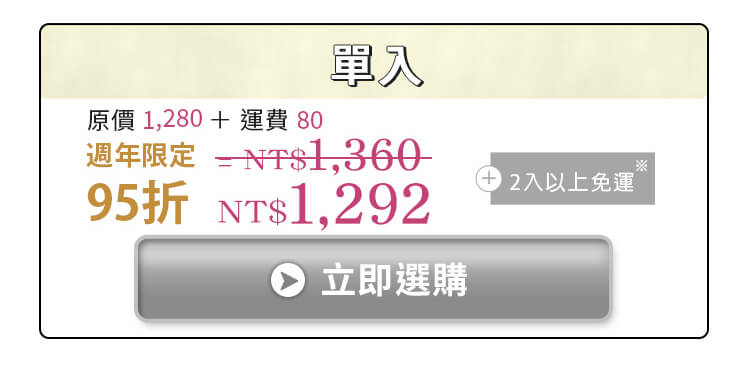 單入
原價 1,280 + 運費 80
週年限定 = NT$1,360
95折 NT$1,292
+ 2入以上免運※
立即選購